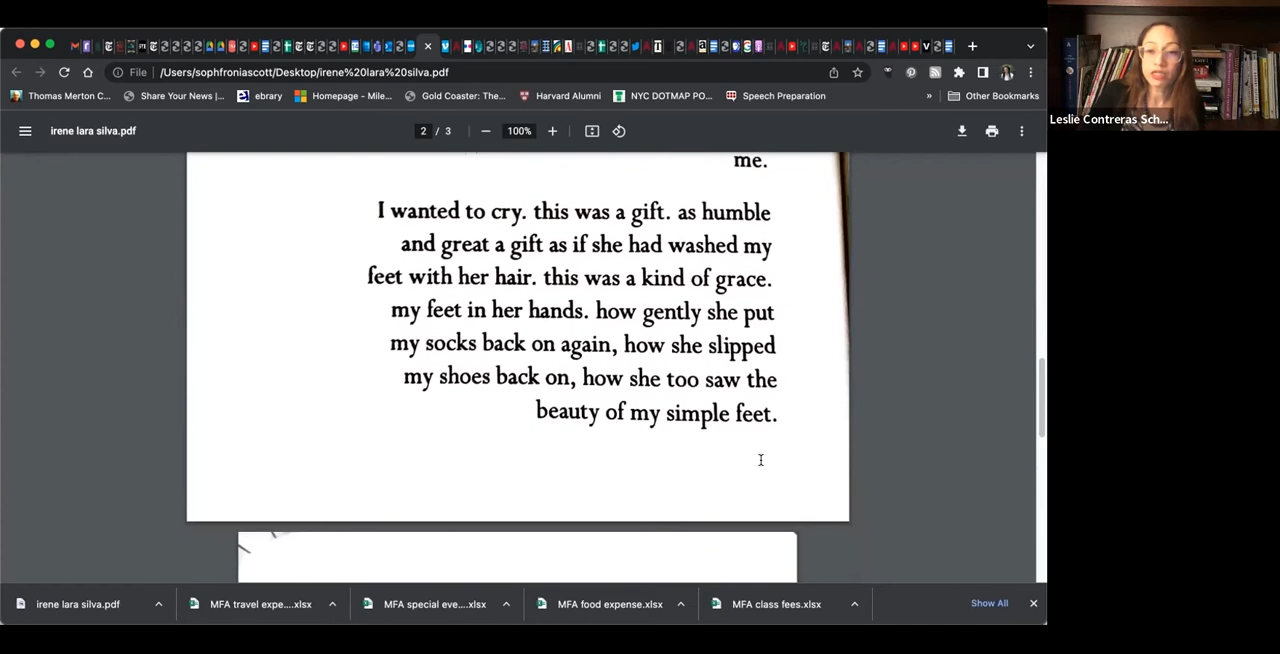 File
/Users/sophfroniascott/Desktop/irene%20lara%20silva.pdf
Thomas Merton C...
Share Your News |...
ebrary
Homepage - Mile...
Gold Coaster: The...
Harvard Alumni
NYC DOTMAP PO...
Speech Preparation
»
Other Bookmarks
irene lara silva.pdf
2 / 3
100%
Leslie Contreras Sch...
me.
I wanted to cry. this was a gift. as humble
and great a gift as if she had washed my
feet with her hair. this was a kind of grace.
my feet in her hands. how gently she put
my socks back on again, how she slipped
my shoes back on, how she too saw the
beauty of my simple feet.
irene lara silva.pdf
MFA travel expe....xlsx
MFA special eve....xlsx
MFA food expense.xlsx
MFA class fees.xlsx
Show All